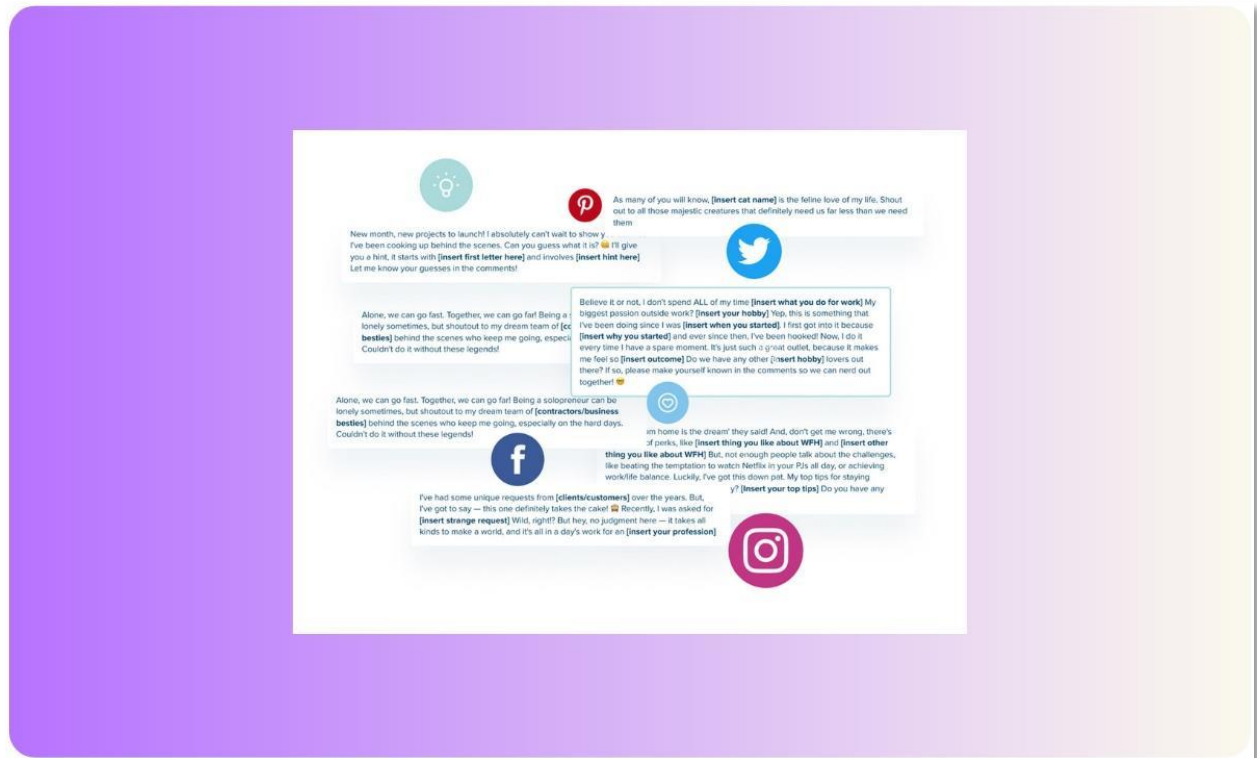 As many of you will know, [insert cat name] is the feline love of my life. Shout
out to all those majestic creatures that definitely need us far less than we need
them
New month, new projects to launch! I absolutely can't wait to show y
I've been cooking up behind the scenes. Can you guess what it is? 🤐 I'll give
you a hint, it starts with [insert first letter here] and involves [insert hint here]
Let me know your guesses in the comments!
Believe it or not, I don't spend ALL of my time [insert what you do for work] My
biggest passion outside work? [insert your hobby] Yep, this is something that
I've been doing since I was [insert when you started]. I first got into it because
[insert why you started] and ever since then, I've been hooked! Now, I do it
every time I have a spare moment. It's just such a great outlet, because it makes
me feel so [insert outcome] Do we have any other [insert hobby] lovers out
there? If so, please make yourself known in the comments so we can nerd out
together! 🤓
Alone, we can go fast. Together, we can go far! Being a s
lonely sometimes, but shoutout to my dream team of [cc
besties] behind the scenes who keep me going, especia
Couldn't do it without these legends!
Alone, we can go fast. Together, we can go far! Being a solopreneur can be
lonely sometimes, but shoutout to my dream team of [contractors/business
besties] behind the scenes who keep me going, especially on the hard days.
Couldn't do it without these legends!
om home is the dream' they said! And, don't get me wrong, there's
of perks, like [insert thing you like about WFH] and [insert other
thing you like about WFH] But, not enough people talk about the challenges,
like beating the temptation to watch Netflix in your PJs all day, or achieving
work/life balance. Luckily, I've got this down pat. My top tips for staying
y? [Insert your top tips] Do you have any
I've had some unique requests from [clients/customers] over the years. But,
I've got to say — this one definitely takes the cake! 🙈 Recently, I was asked for
[insert strange request] Wild, right!? But hey, no judgment here — it takes all
kinds to make a world, and it's all in a day's work for an [insert your profession]